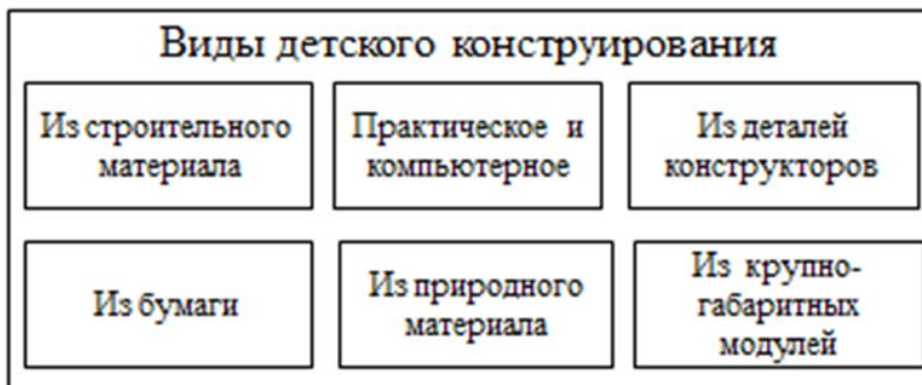 Виды детского конструирования
Из строительного
материала
Практическое и
компьютерное
Из деталей
конструкторов
Из бумаги
Из природного
материала
Из крупно-
габаритных
модулей